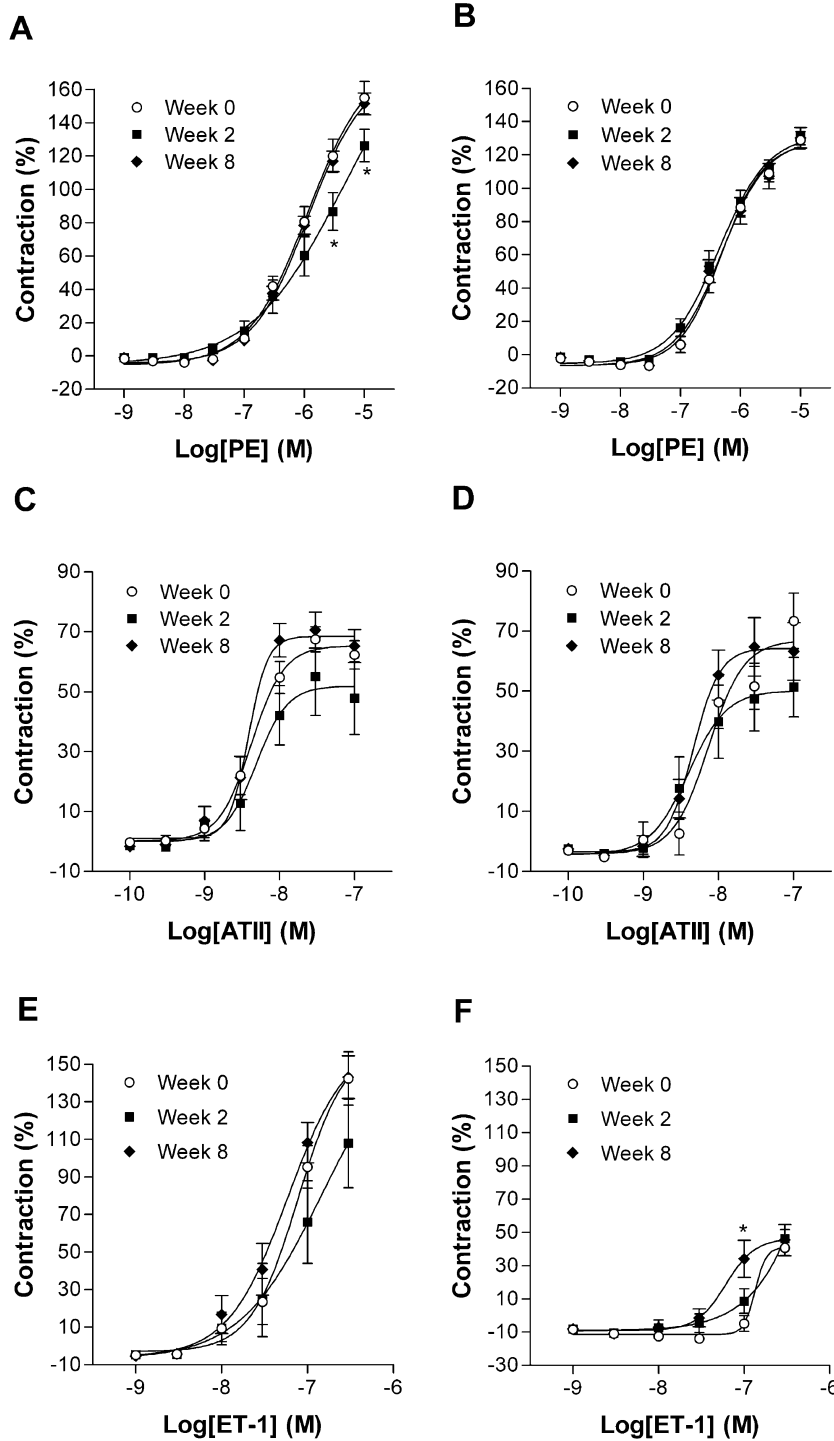 A
160
140
120
100
80
60
40
20
0
-20
Contraction (%)
Week 0
Week 2
Week 8
*
*
-9
-8
-7
-6
-5
Log[PE] (M)
B
160
140
120
100
80
60
40
20
0
-20
Contraction (%)
Week 0
Week 2
Week 8
-9
-8
-7
-6
-5
Log[PE] (M)
C
90
70
50
30
10
-10
Contraction (%)
Week 0
Week 2
Week 8
-10
-9
-8
-7
Log[ATII] (M)
D
90
70
50
30
10
-10
Contraction (%)
Week 0
Week 2
Week 8
-10
-9
-8
-7
Log[ATII] (M)
E
150
130
110
90
70
50
30
10
-10
Contraction (%)
Week 0
Week 2
Week 8
-9
-8
-7
-6
Log[ET-1] (M)
F
150
130
110
90
70
50
30
10
-10
-30
Contraction (%)
Week 0
Week 2
Week 8
*
-9
-8
-7
-6
Log[ET-1] (M)